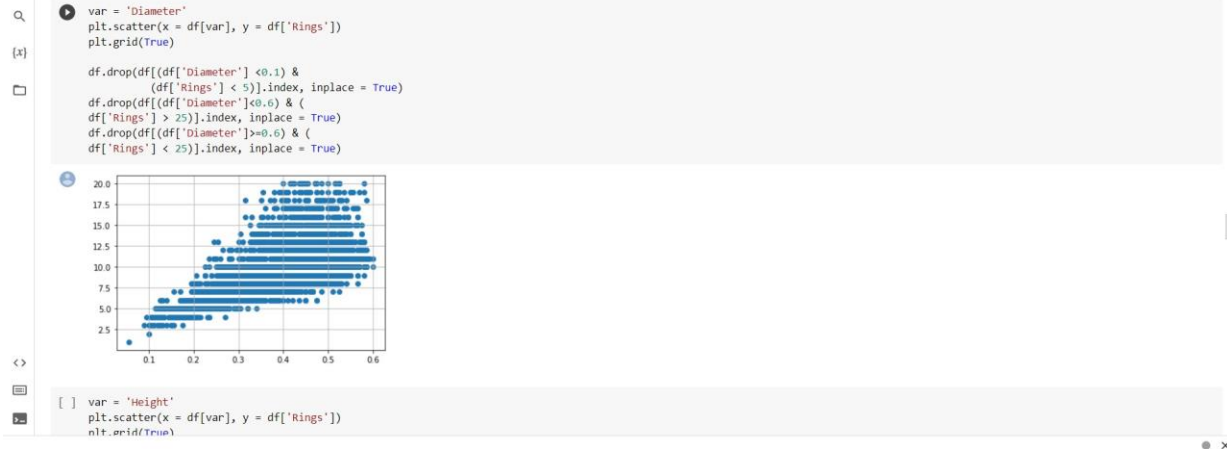 var = 'Diameter'
plt.scatter(x = df[var], y = df['Rings'])
plt.grid(True)
df.drop(df[(df['Diameter'] <0.1) &
(df['Rings'] < 5)].index, inplace = True)
df.drop(df[(df['Diameter']<0.6) & (
df['Rings'] > 25)].index, inplace = True)
df.drop(df[(df['Diameter']>=0.6) & (
df['Rings'] < 25)].index, inplace = True)
20.0
17.5
15.0
12.5
10.0
7.5
5.0
2.5
0.1 0.2 0.3 0.4 0.5 0.6
[ ] var = 'Height'
plt.scatter(x = df[var], y = df['Rings'])
plt.grid(True)